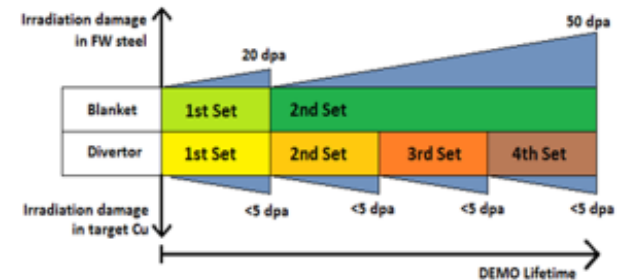 Irradiation damage
in FW steel
50 dpa
20 dpa
Blanket 1st Set 2nd Set
Divertor 1st Set 2nd Set 3rd Set 4th Set
Irradiation damage
in target Cu
<5 dpa <5 dpa <5 dpa <5 dpa
DEMO Lifetime